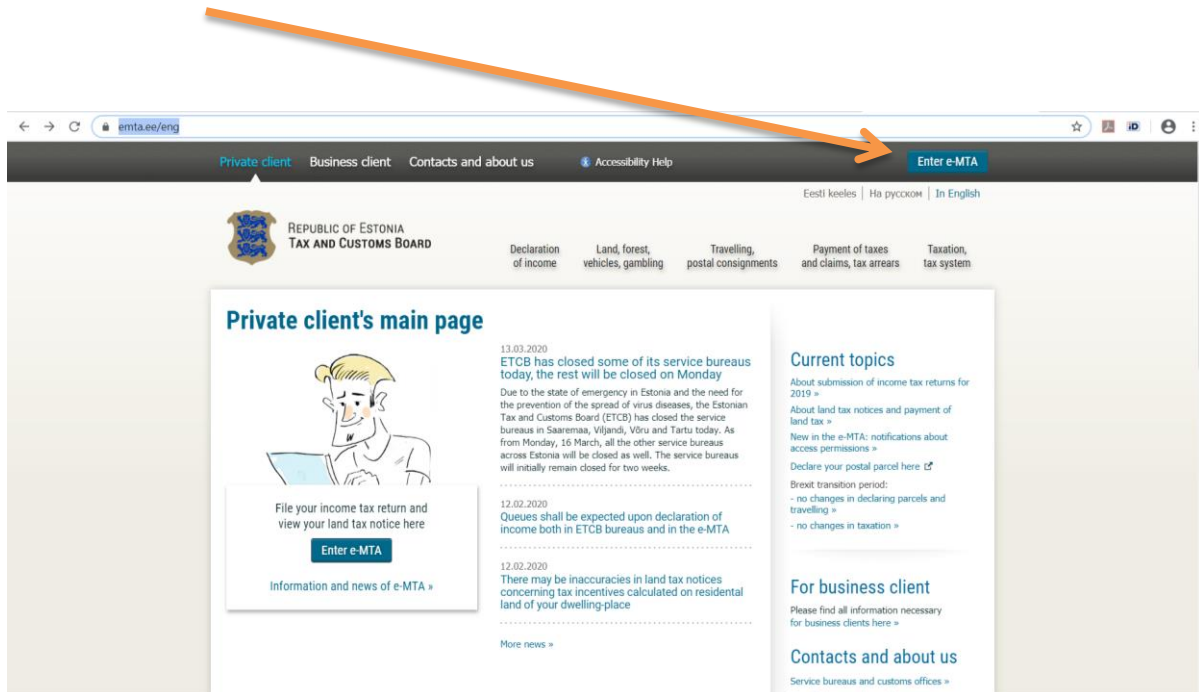 emta.ee/eng
iD
Private client Business client Contacts and about us Accessibility Help Enter e-MTA
Eesti keeles | На русском | In English
REPUBLIC OF ESTONIA
TAX AND CUSTOMS BOARD
Declaration
of income
Land, forest,
vehicles, gambling
Travelling,
postal consignments
Payment of taxes
and claims, tax arrears
Taxation,
tax system
Private client's main page
File your income tax return and
view your land tax notice here
Enter e-MTA
Information and news of e-MTA »
13.03.2020
ETCB has closed some of its service bureaus
today, the rest will be closed on Monday
Due to the state of emergency in Estonia and the need for
the prevention of the spread of virus diseases, the Estonian
Tax and Customs Board (ETCB) has closed the service
bureaus in Saaremaa, Viljandi, Võru and Tartu today. As
from Monday, 16 March, all the other service bureaus
across Estonia will be closed as well. The service bureaus
will initially remain closed for two weeks.
12.02.2020
Queues shall be expected upon declaration of
income both in ETCB bureaus and in the e-MTA
12.02.2020
There may be inaccuracies in land tax notices
concerning tax incentives calculated on residental
land of your dwelling-place
More news »
Current topics
About submission of income tax returns for
2019 »
About land tax notices and payment of
land tax »
New in the e-MTA: notifications about
access permissions »
Declare your postal parcel here
Brexit transition period:
- no changes in declaring parcels and
travelling »
- no changes in taxation »
For business client
Please find all information necessary
for business clients here »
Contacts and about us
Service bureaus and customs offices »